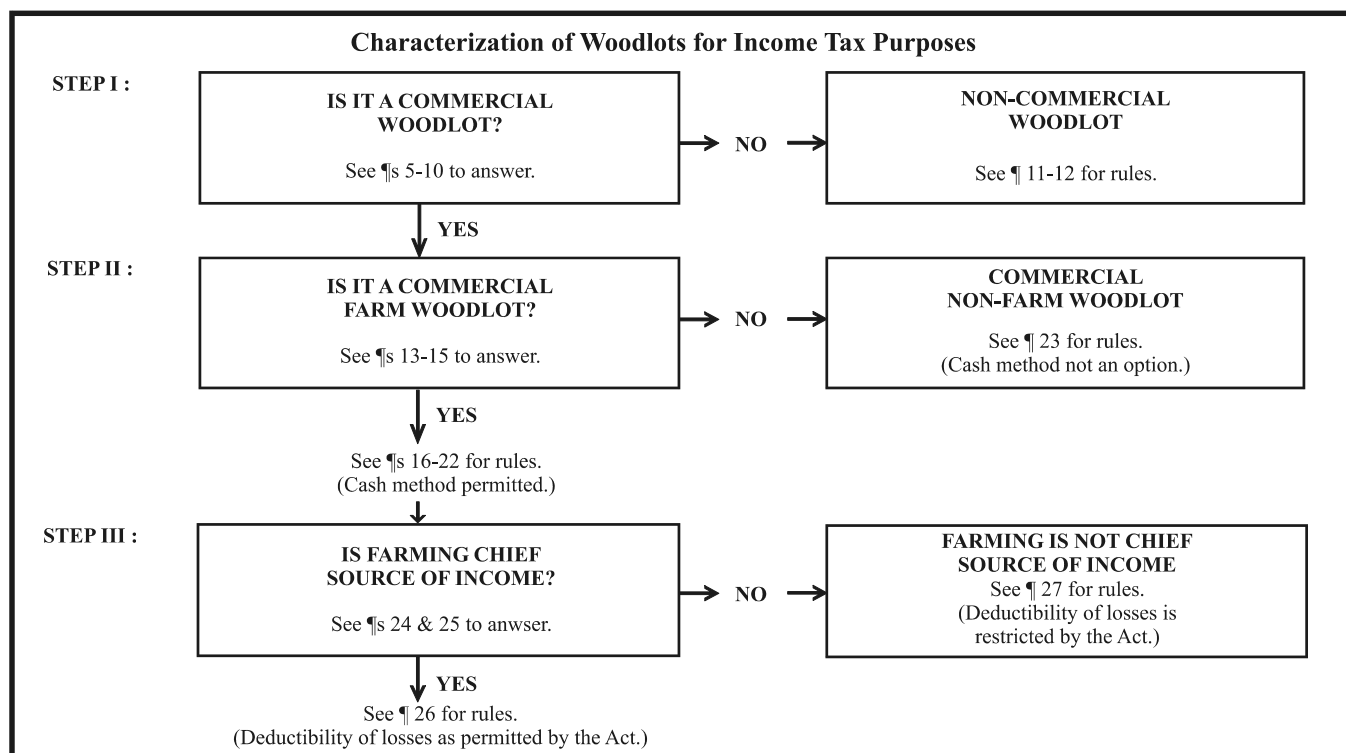 Characterization of Woodlots for Income Tax Purposes
STEP I :
IS IT A COMMERCIAL
WOODLOT?
See ¶s 5-10 to answer.
NO
NON-COMMERCIAL
WOODLOT
See ¶ 11-12 for rules.
YES
STEP II :
IS IT A COMMERCIAL
FARM WOODLOT?
See ¶s 13-15 to answer.
NO
COMMERCIAL
NON-FARM WOODLOT
See ¶ 23 for rules.
(Cash method not an option.)
YES
See ¶s 16-22 for rules.
(Cash method permitted.)
STEP III :
IS FARMING CHIEF
SOURCE OF INCOME?
See ¶s 24 & 25 to anwser.
NO
FARMING IS NOT CHIEF
SOURCE OF INCOME
See ¶ 27 for rules.
(Deductibility of losses is
restricted by the Act.)
YES
See ¶ 26 for rules.
(Deductibility of losses as permitted by the Act.)